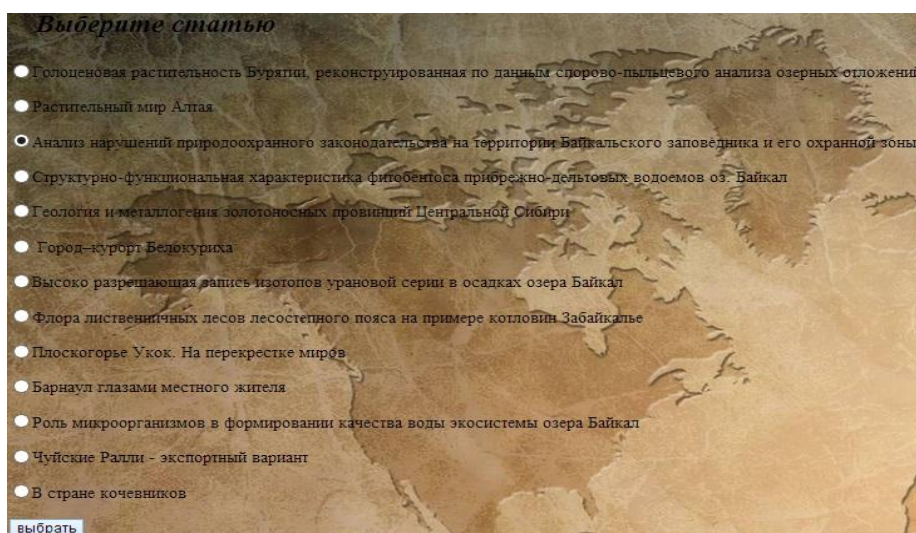 Выберите статью
Голоценовая растительность Бурятии, реконструированная по данным спорово-пыльцевого анализа озерных отложений
Растительный мир Алтая
Анализ нарушений природоохранного законодательства на территории Байкальского заповедника и его охранной зоны
Структурно-функциональная характеристика фитобентоса прибрежно-дельтовых водоемов оз. Байкал
Геология и металлогения золотоносных провинций Центральной Сибири
Город–курорт Белокуриха
Высоко разрешающая запись изотопов урановой серии в осадках озера Байкал
Флора лиственничных лесов лесостепного пояса на примере котловин Забайкалье
Плоскогорье Укок. На перекрестке миров
Барнаул глазами местного жителя
Роль микроорганизмов в формировании качества воды экосистемы озера Байкал
Чуйские Ралли - экспортный вариант
В стране кочевников
выбрать